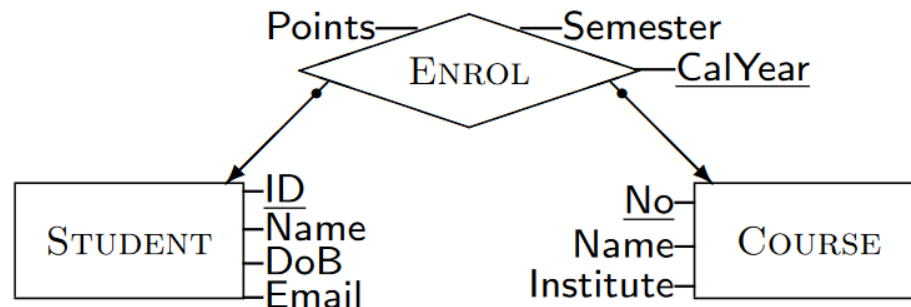 Points
Semester
ENROL
CalYear
ID
Name
DoB
Email
STUDENT
No
Name
Institute
COURSE